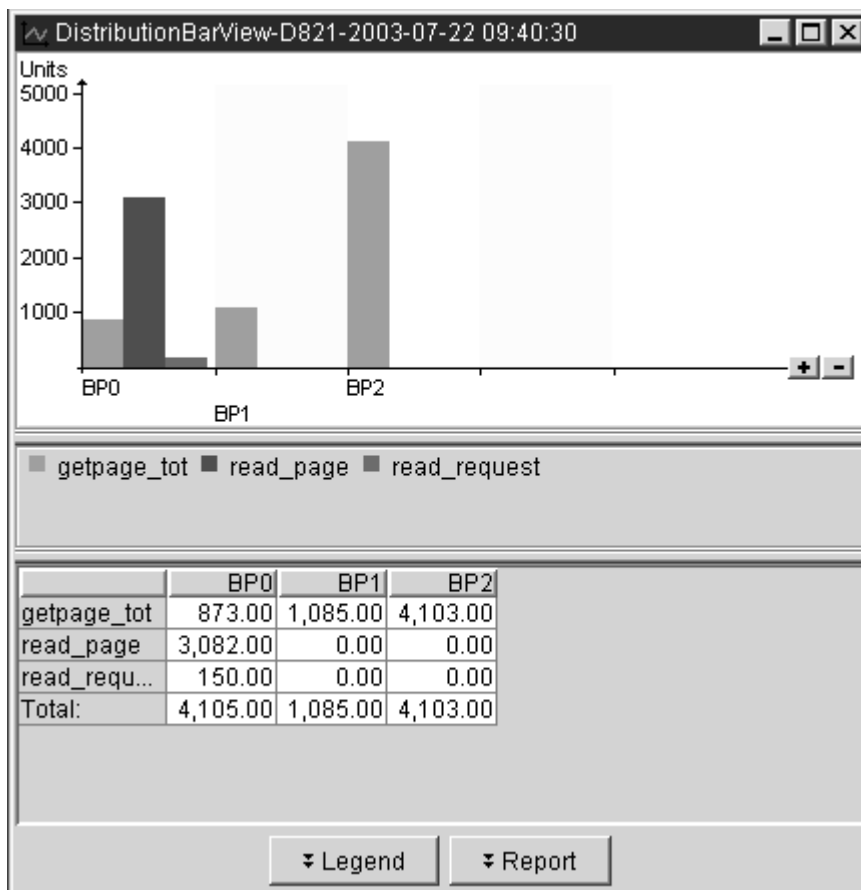 DistributionBarView-D821-2003-07-22 09:40:30
Units
5000
4000
3000
2000
1000
BP0 BP2
BP1
getpage_tot read_page read_request
BP0 BP1 BP2
getpage_tot 873.00 1,085.00 4,103.00
read_page 3,082.00 0.00 0.00
read_requ... 150.00 0.00 0.00
Total: 4,105.00 1,085.00 4,103.00
Legend Report